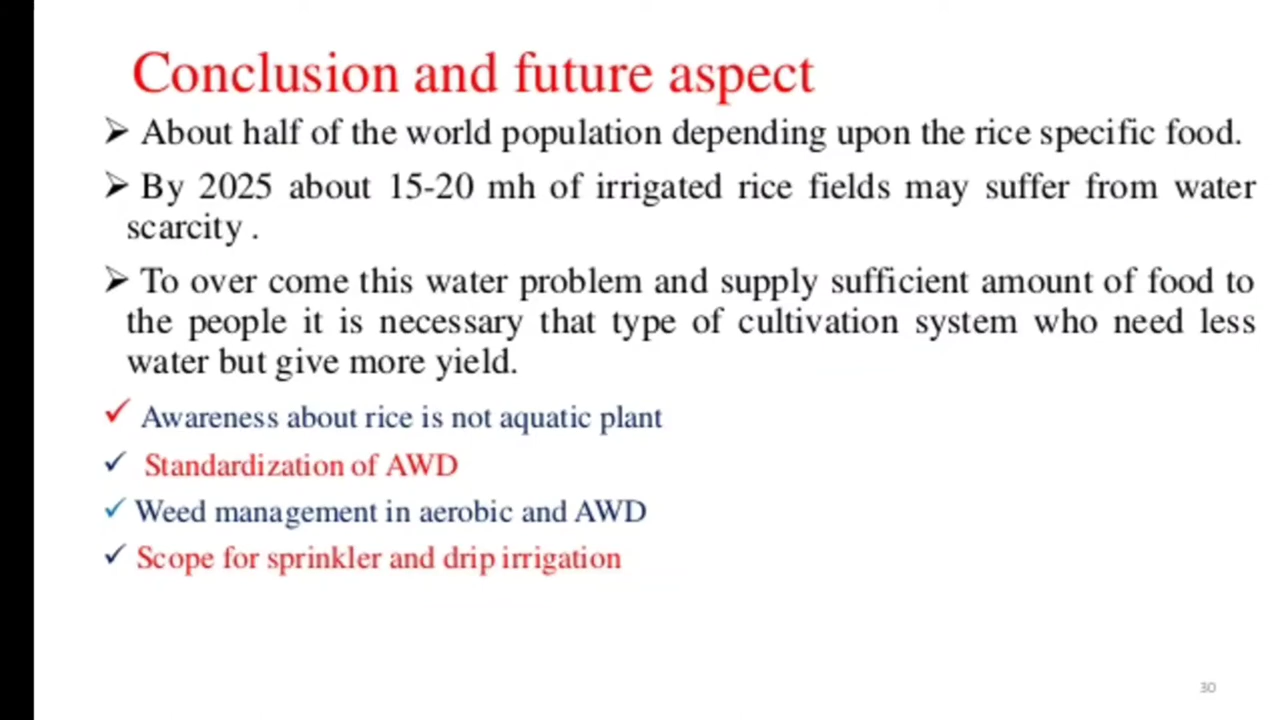 Conclusion and future aspect
➢ About half of the world population depending upon the rice specific food.
➢ By 2025 about 15-20 mh of irrigated rice fields may suffer from water
scarcity .
➢ To over come this water problem and supply sufficient amount of food to
the people it is necessary that type of cultivation system who need less
water but give more yield.
✓ Awareness about rice is not aquatic plant
✓ Standardization of AWD
✓ Weed management in aerobic and AWD
✓ Scope for sprinkler and drip irrigation
30